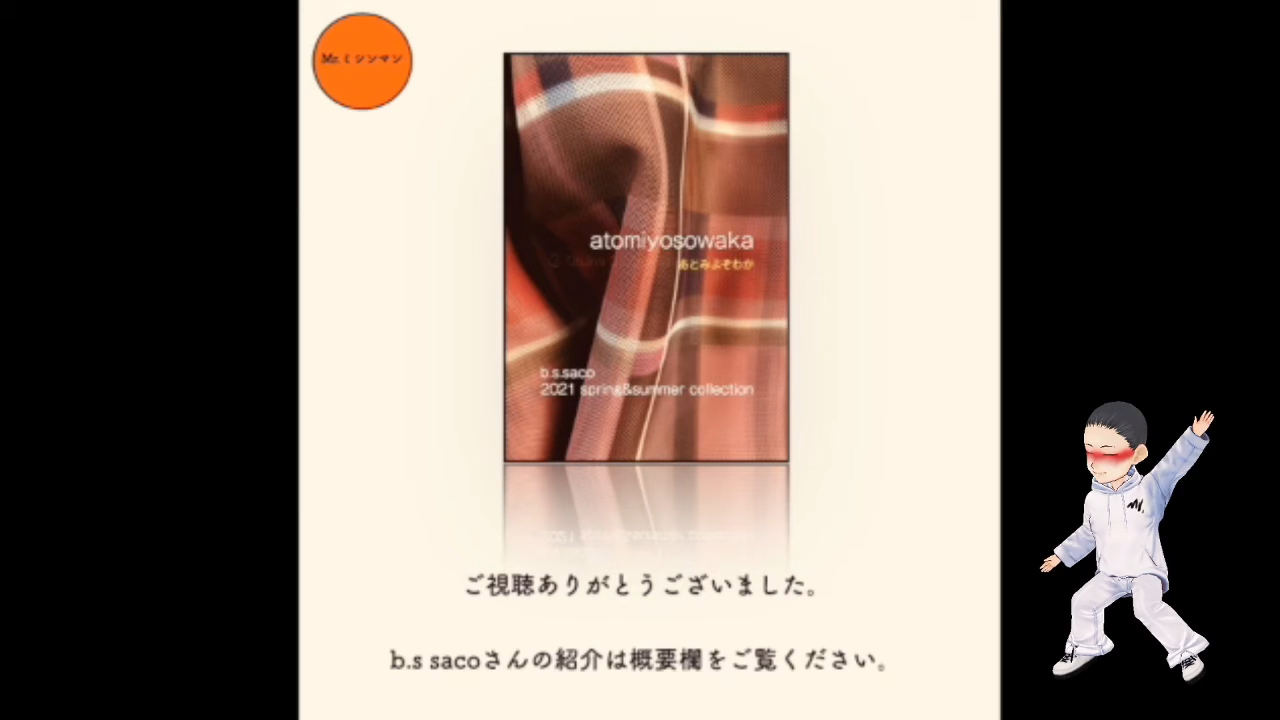 Mr.ミシンマン
atomiyosowaka
あとみよそわか
b.s.saco
2021 spring&summer collection
ご視聴ありがとうございました。
b.s sacoさんの紹介は概要欄をご覧ください。